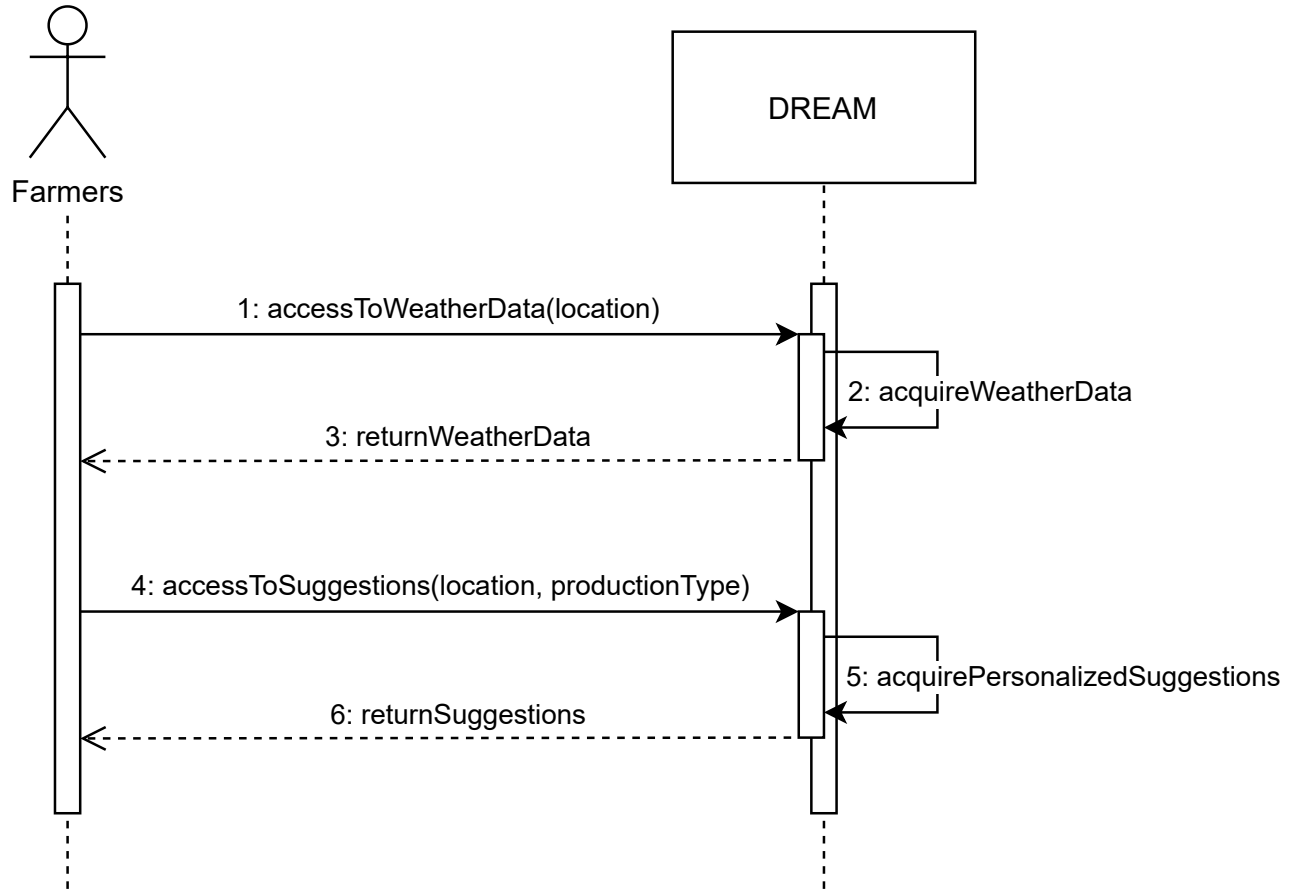 DREAM
Farmers
1: accessToWeatherData(location)
2: acquireWeatherData
3: returnWeatherData
4: accessToSuggestions(location, productionType)
5: acquirePersonalizedSuggestions
6: returnSuggestions